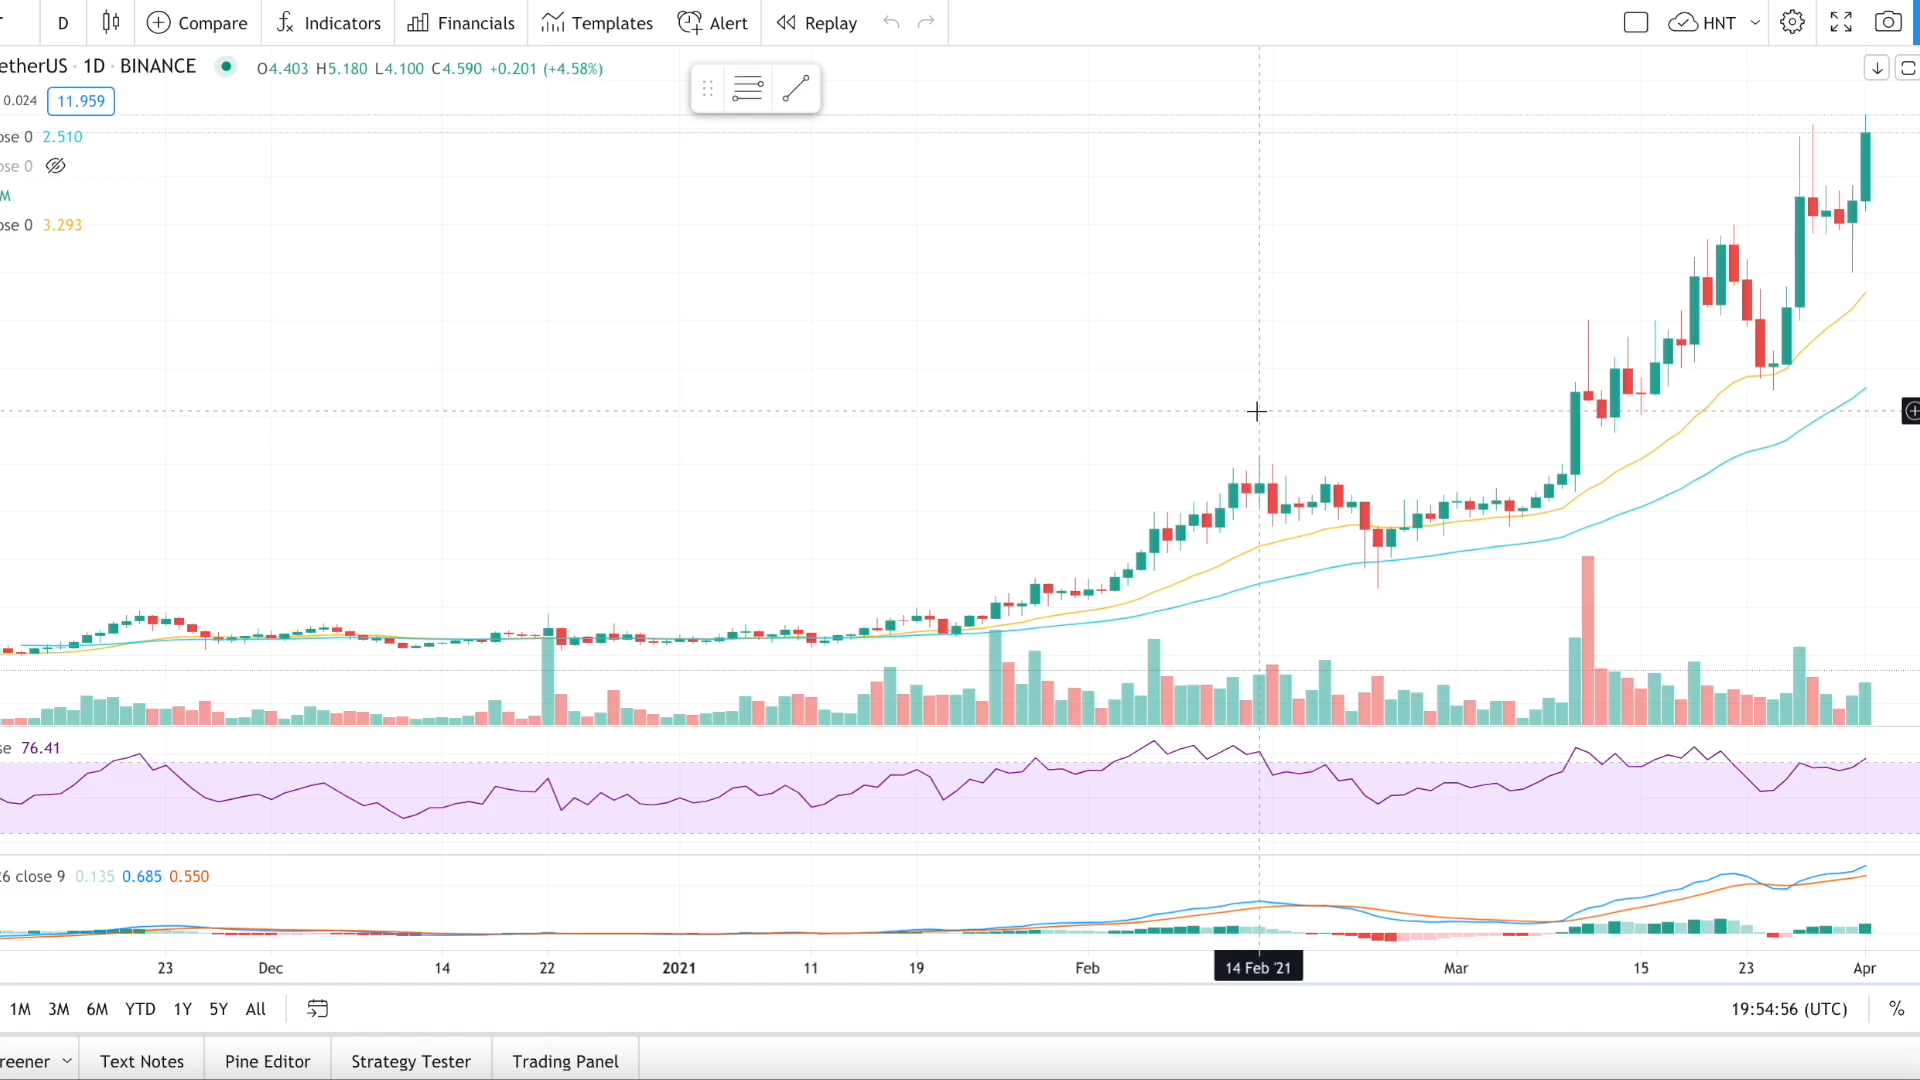 D Compare Indicators Financials Templates Alert Replay HNT
etherUS · 1D · BINANCE O4.403 H5.180 L4.100 C4.590 +0.201 (+4.58%)
0.024 11.959
ose 0 2.510
ose 0
M
ose 0 3.293
se 76.41
26 close 9 0.135 0.685 0.550
23 Dec 14 22 2021 11 19 Feb 14 Feb '21 Mar 15 23 Apr
1M 3M 6M YTD 1Y 5Y All 19:54:56 (UTC) %
reener Text Notes Pine Editor Strategy Tester Trading Panel